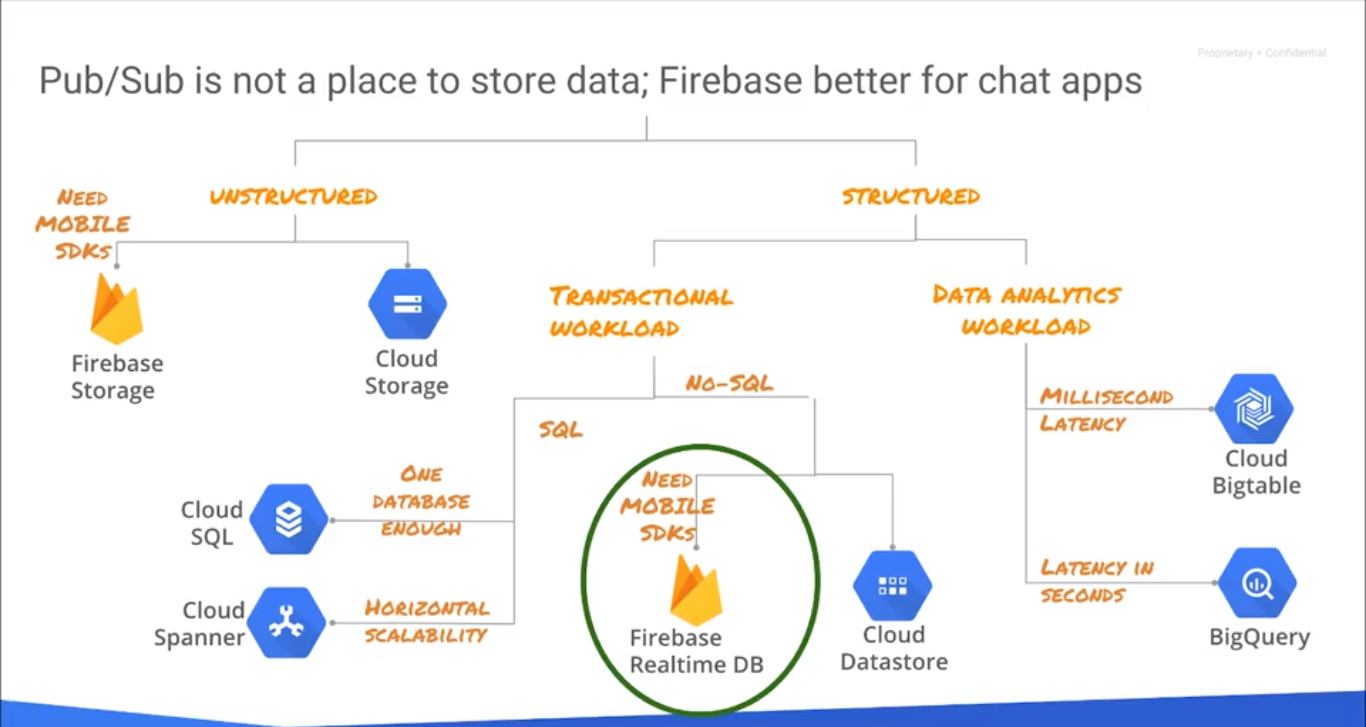 Proprietary + Confidential
Pub/Sub is not a place to store data; Firebase better for chat apps
NEED
MOBILE
SDKs
UNSTRUCTURED
STRUCTURED
Firebase
Storage
Cloud
Storage
TRANSACTIONAL
WORKLOAD
DATA ANALYTICS
WORKLOAD
NO-SQL
SQL
MILLISECOND
LATENCY
Cloud
Bigtable
ONE
DATABASE
ENOUGH
Cloud
SQL
NEED
MOBILE
SDKs
HORIZONTAL
SCALABILITY
Cloud
Spanner
Firebase
Realtime DB
Cloud
Datastore
LATENCY IN
SECONDS
BigQuery